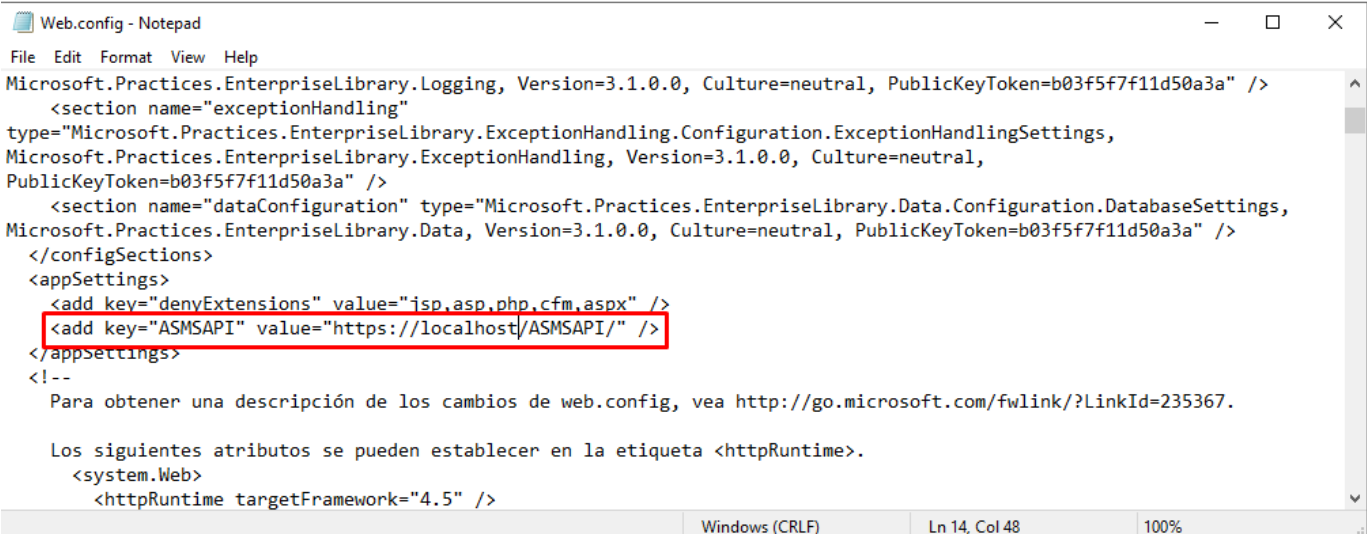 Web.config - Notepad
File Edit Format View Help
Microsoft.Practices.EnterpriseLibrary.Logging, Version=3.1.0.0, Culture=neutral, PublicKeyToken=b03f5f7f11d50a3a" />
<section name="exceptionHandling"
type="Microsoft.Practices.EnterpriseLibrary.ExceptionHandling.Configuration.ExceptionHandlingSettings,
Microsoft.Practices.EnterpriseLibrary.ExceptionHandling, Version=3.1.0.0, Culture=neutral,
PublicKeyToken=b03f5f7f11d50a3a" />
<section name="dataConfiguration" type="Microsoft.Practices.EnterpriseLibrary.Data.Configuration.DatabaseSettings,
Microsoft.Practices.EnterpriseLibrary.Data, Version=3.1.0.0, Culture=neutral, PublicKeyToken=b03f5f7f11d50a3a" />
</configSections>
<appSettings>
<add key="denyExtensions" value="jsp,asp,php,cfm,aspx" />
<add key="ASMSAPI" value="https://localhost/ASMSAPI/" />
</appSettings>
<!--
Para obtener una descripción de los cambios de web.config, vea http://go.microsoft.com/fwlink/?LinkId=235367.
Los siguientes atributos se pueden establecer en la etiqueta <httpRuntime>.
<system.Web>
<httpRuntime targetFramework="4.5" />
Windows (CRLF) Ln 14, Col 48 100%